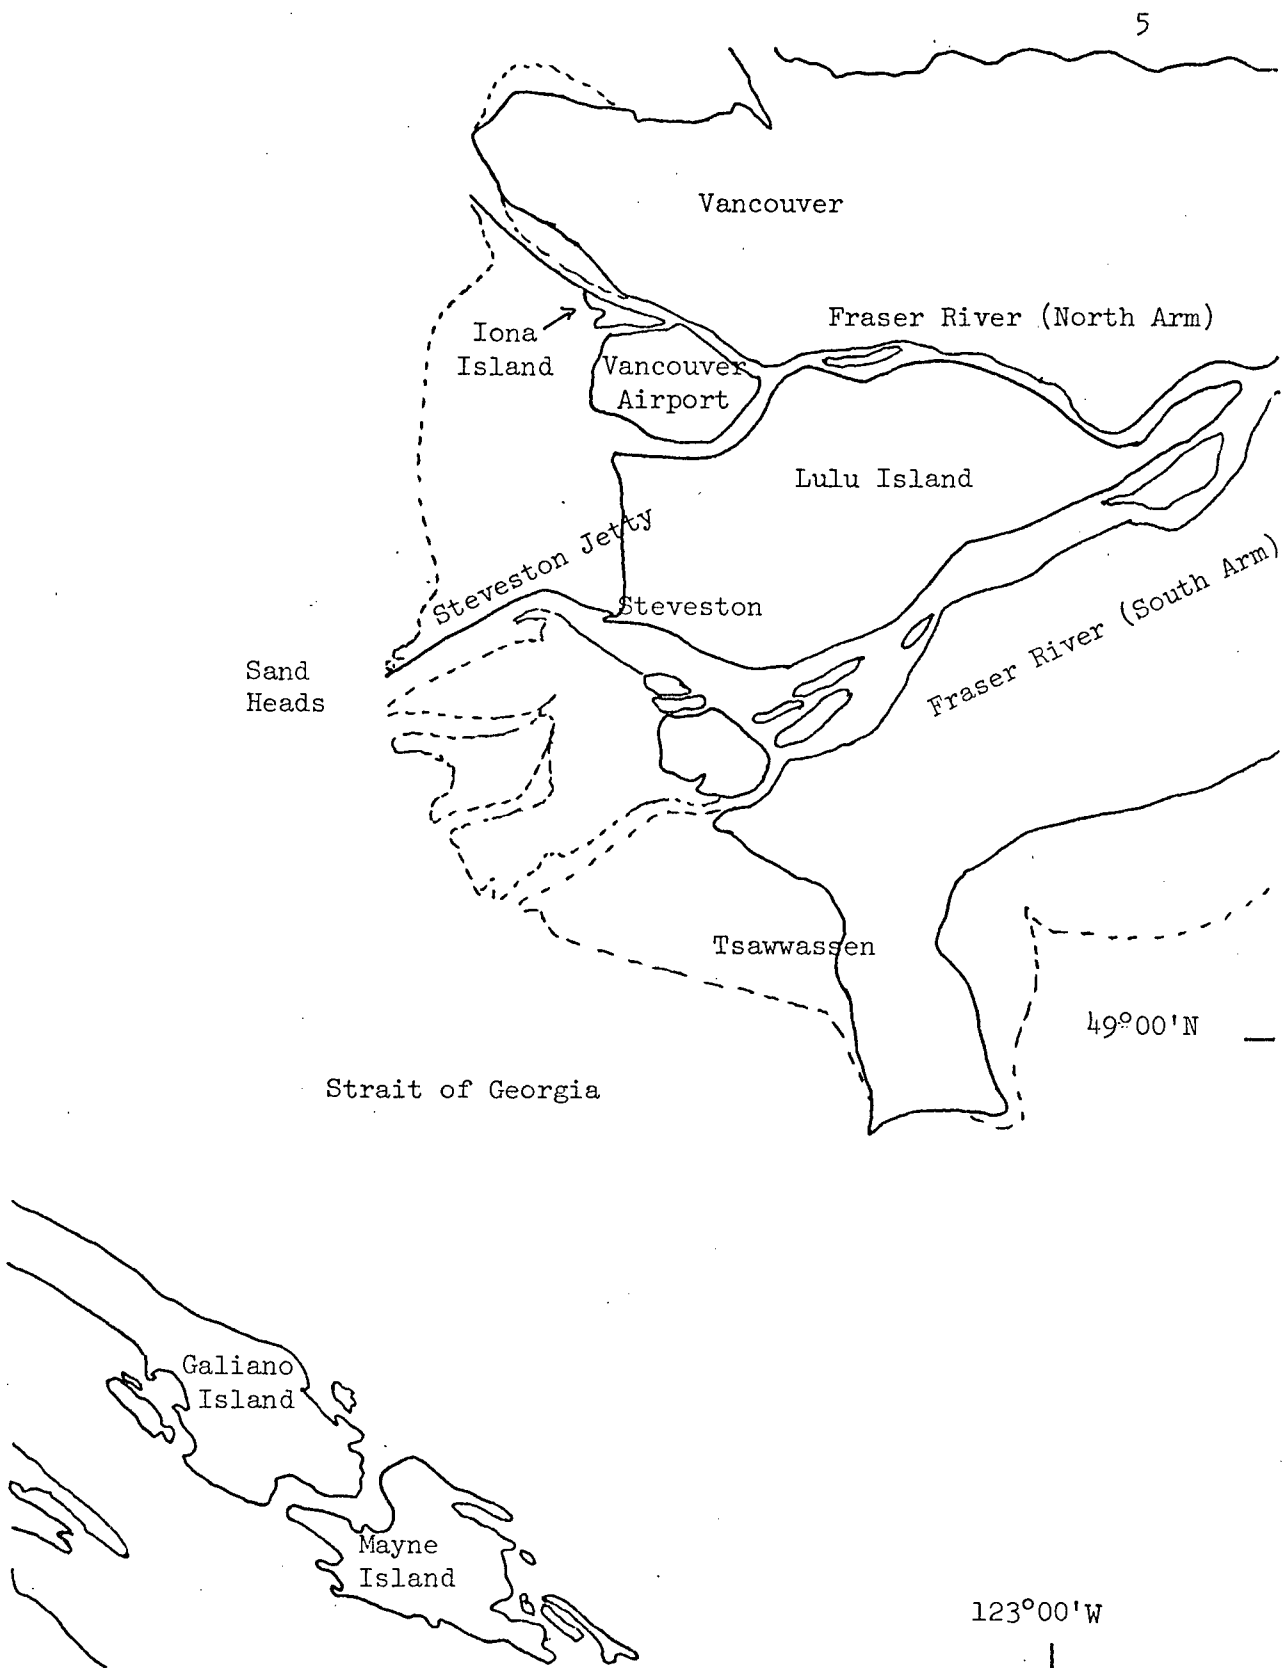 5
Vancouver
Fraser River (North Arm)
Iona
Island
Vancouver
Airport
Lulu Island
Steveston Jetty
Steveston
Fraser River (South Arm)
Sand
Heads
Tsawwassen
49°00'N
Strait of Georgia
Galiano
Island
Mayne
Island
123°00'W